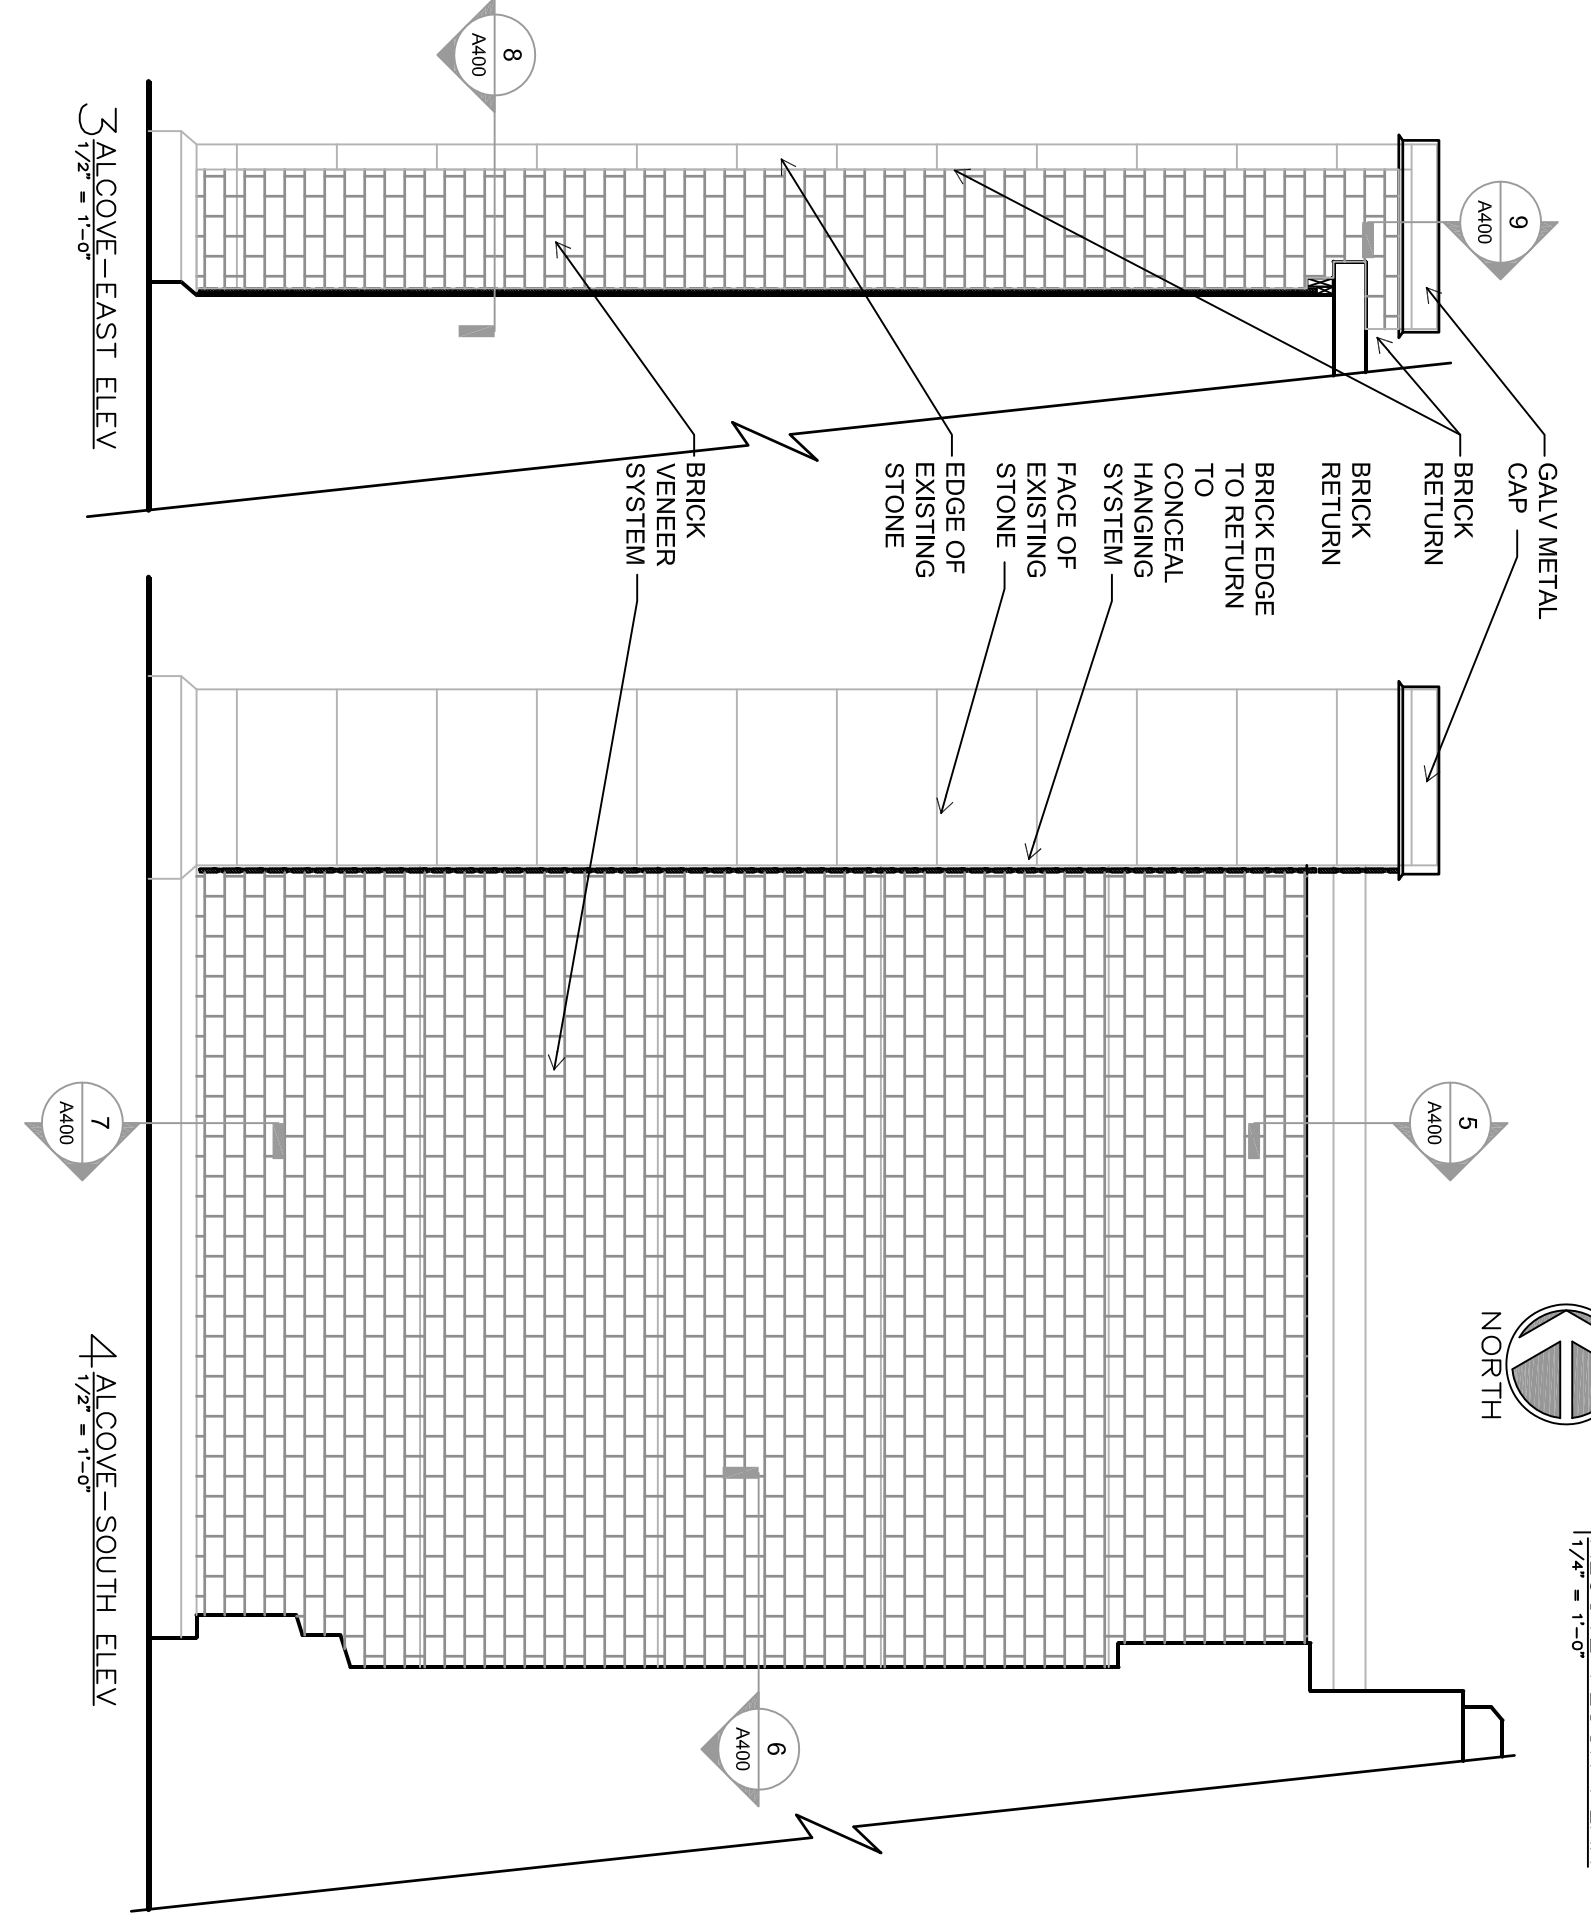 GALV METAL
CAP
BRICK
RETURN
BRICK
RETURN
BRICK EDGE
TO RETURN
TO
CONCEAL
HANGING
SYSTEM
FACE OF
EXISTING
STONE
EDGE OF
EXISTING
STONE
BRICK
VENEER
SYSTEM
9
A400
8
A400
5
A400
6
A400
7
A400
NORTH
1/4" = 1'-0"
3 ALCOVE-EAST ELEV
1/2" = 1'-0"
4 ALCOVE-SOUTH ELEV
1/2" = 1'-0"